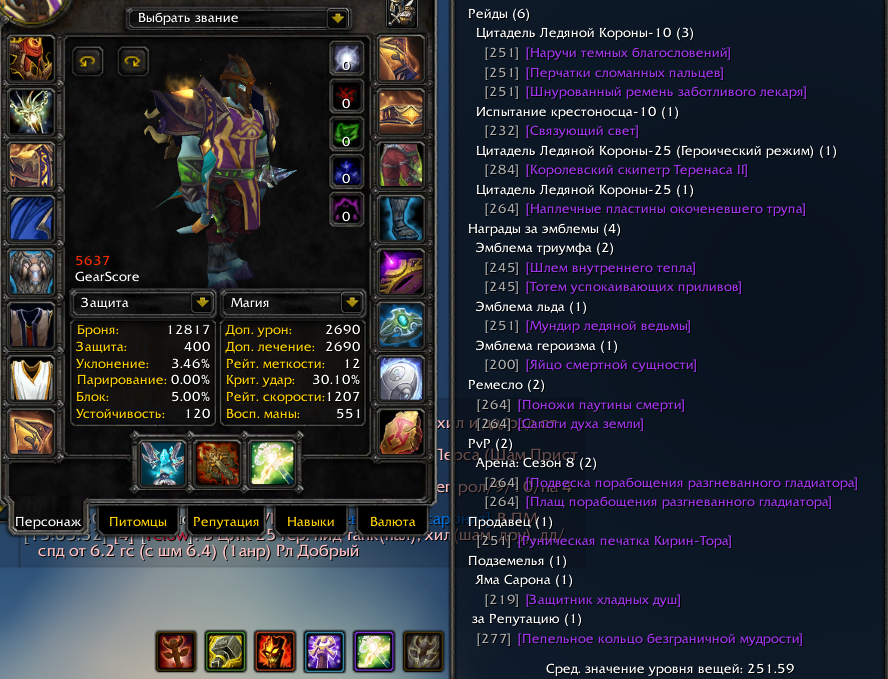 Выбрать звание
0
0
0
0
0
5637
GearScore
Защита
Магия
Броня: 12817
Защита: 400
Уклонение: 3.46%
Парирование: 0.00%
Блок: 5.00%
Устойчивость: 120
Доп. урон: 2690
Доп. лечение: 2690
Рейт. меткости: 12
Крит. удар: 30.10%
Рейт. скорости: 1207
Восп. маны: 551
Персонаж
Питомцы
Репутация
Навыки
Валюта
спд от 6.2 гс (с шм 6.4) (1анр) Рл Добрый
Рейды (6)
Цитадель Ледяной Короны-10 (3)
[251] [Наручи темных благословений]
[251] [Перчатки сломанных пальцев]
[251] [Шнурованный ремень заботливого лекаря]
Испытание крестоносца-10 (1)
[232] [Связующий свет]
Цитадель Ледяной Короны-25 (Героический режим) (1)
[284] [Королевский скипетр Теренаса II]
Цитадель Ледяной Короны-25 (1)
[264] [Наплечные пластины окоченевшего трупа]
Награды за эмблемы (4)
Эмблема триумфа (2)
[245] [Шлем внутреннего тепла]
[245] [Тотем успокаивающих приливов]
Эмблема льда (1)
[251] [Мундир ледяной ведьмы]
Эмблема героизма (1)
[200] [Яйцо смертной сущности]
Ремесло (2)
[264] [Поножи паутины смерти]
[264] [Сапоги духа земли]
PvP (2)
Арена: Сезон 8 (2)
[264] [Подвеска порабощения разгневанного гладиатора]
[264] [Плащ порабощения разгневанного гладиатора]
Продавец (1)
[251] [Руническая печатка Кирин-Тора]
Подземелья (1)
Яма Сарона (1)
[219] [Защитник хладных душ]
за Репутацию (1)
[277] [Пепельное кольцо безграничной мудрости]
Сред. значение уровня вещей: 251.59